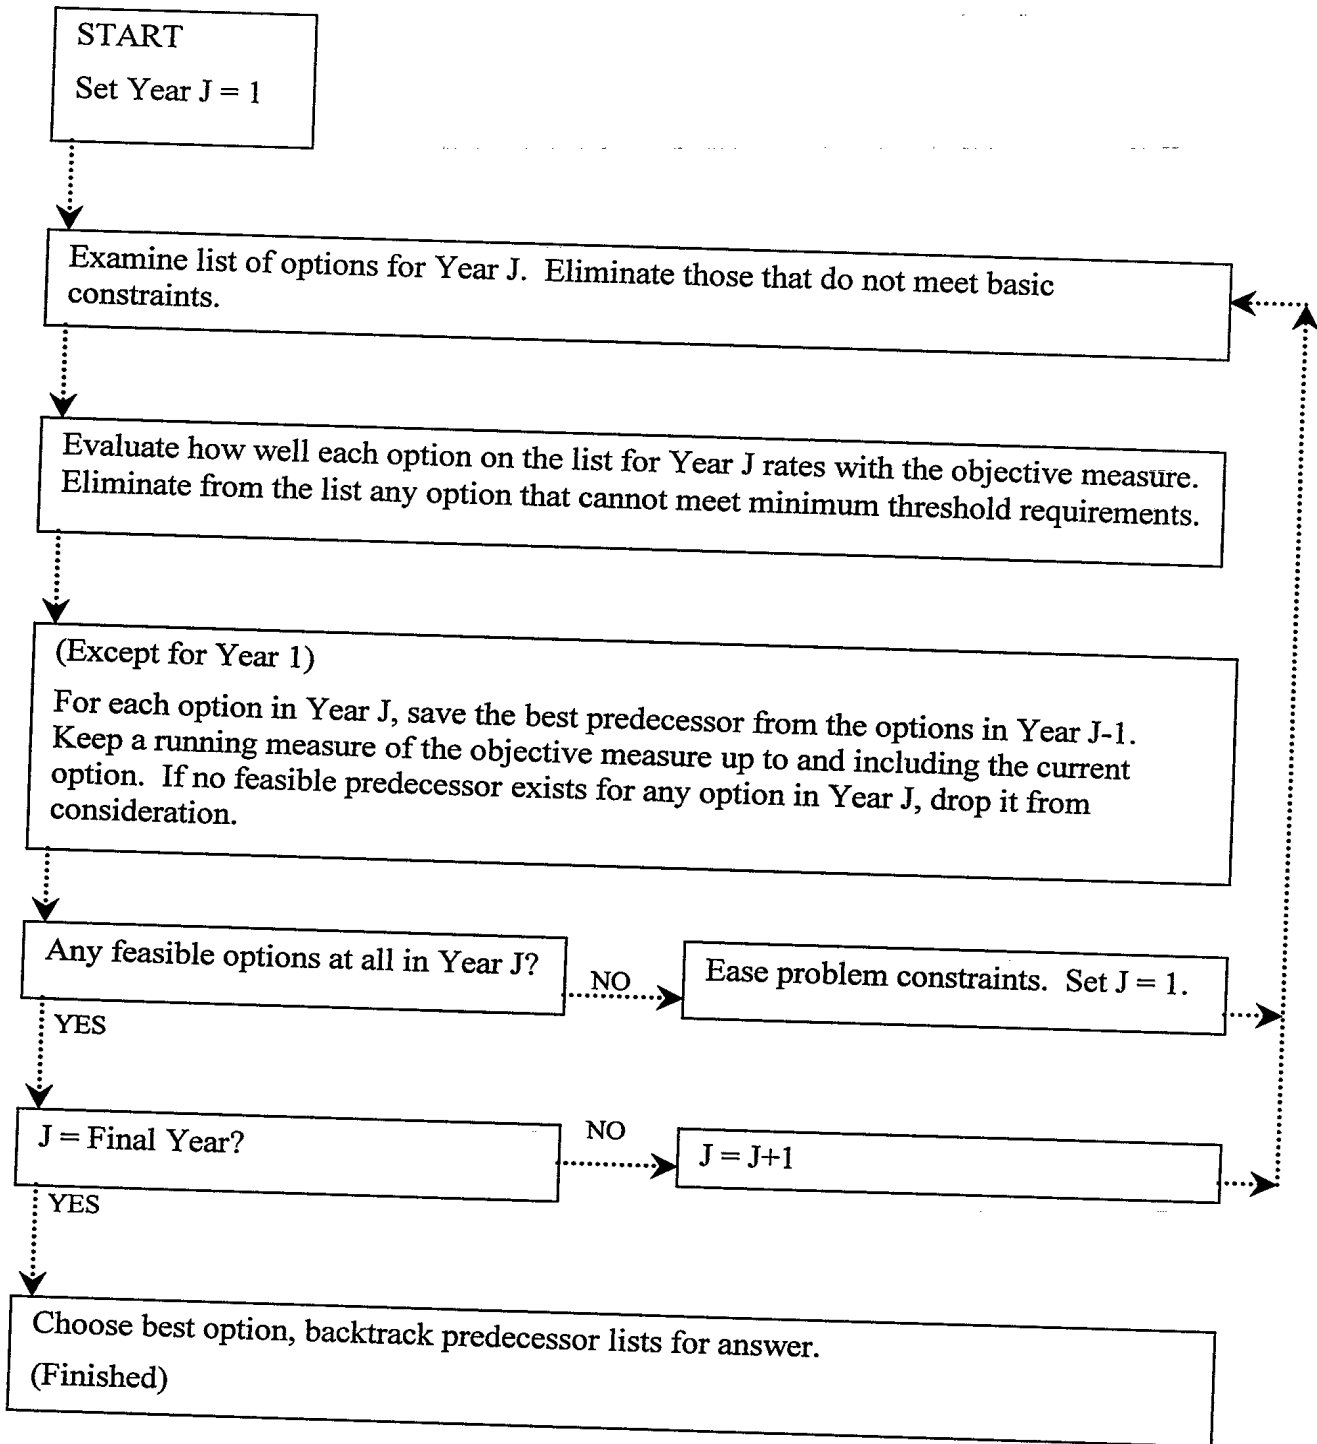 START
Set Year J = 1
Examine list of options for Year J.  Eliminate those that do not meet basic
constraints.
Evaluate how well each option on the list for Year J rates with the objective measure.
Eliminate from the list any option that cannot meet minimum threshold requirements.
(Except for Year 1)
For each option in Year J, save the best predecessor from the options in Year J-1.
Keep a running measure of the objective measure up to and including the current
option.  If no feasible predecessor exists for any option in Year J, drop it from
consideration.
Any feasible options at all in Year J?
NO
Ease problem constraints.  Set J = 1.
YES
J = Final Year?
NO
J = J+1
YES
Choose best option, backtrack predecessor lists for answer.
(Finished)